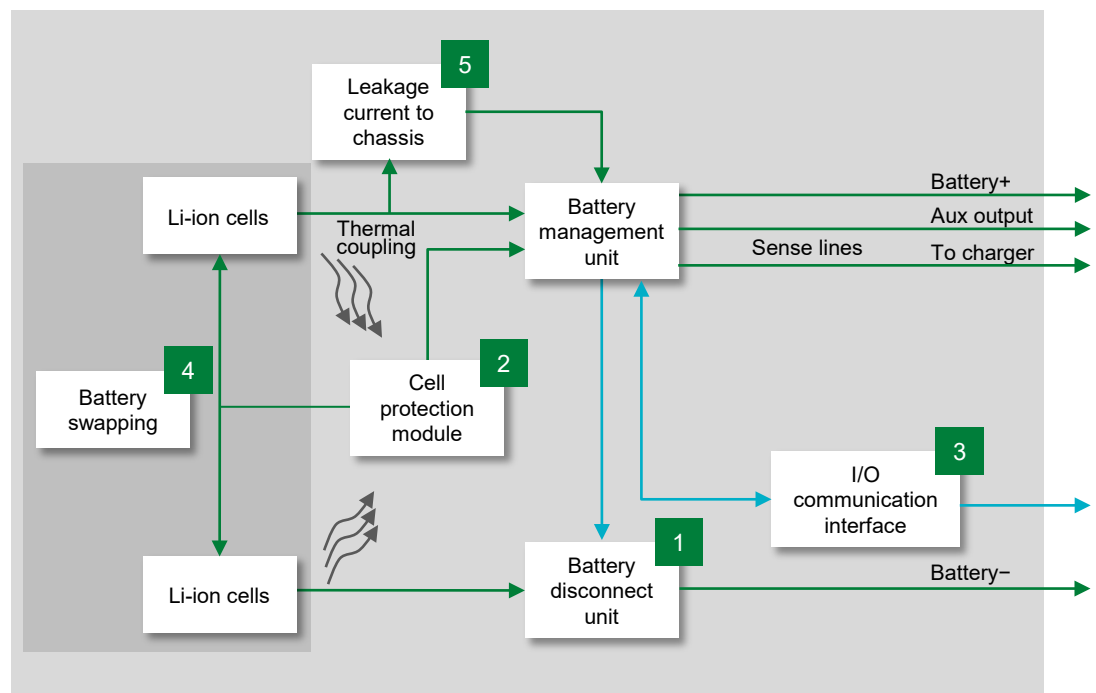 5
Leakage
current to
chassis
Li-ion cells
Thermal
coupling
Battery
management
unit
Battery+
Aux output
Sense lines
To charger
4
Battery
swapping
2
Cell
protection
module
3
I/O
communication
interface
1
Battery
disconnect
unit
Li-ion cells
Battery−